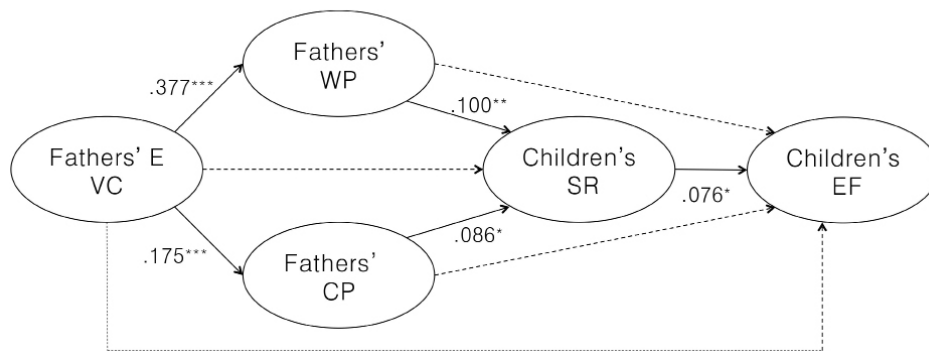 Fathers'
WP
.377***
.100**
Fathers' E
VC
Children's
SR
Children's
EF
.076*
.086*
.175***
Fathers'
CP